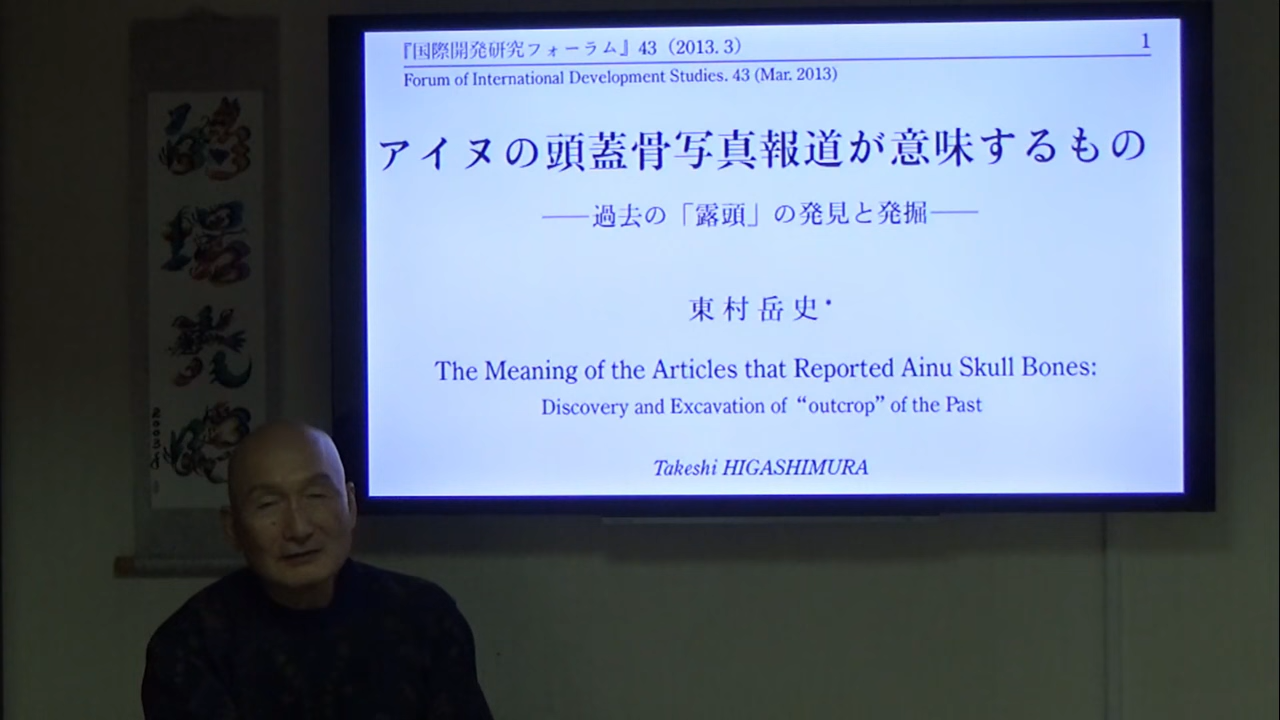 『国際開発研究フォーラム』43（2013. 3）
1
Forum of International Development Studies. 43 (Mar. 2013)
アイヌの頭蓋骨写真報道が意味するもの
――過去の「露頭」の発見と発掘――
東村岳史*
The Meaning of the Articles that Reported Ainu Skull Bones:
Discovery and Excavation of “outcrop” of the Past
Takeshi HIGASHIMURA